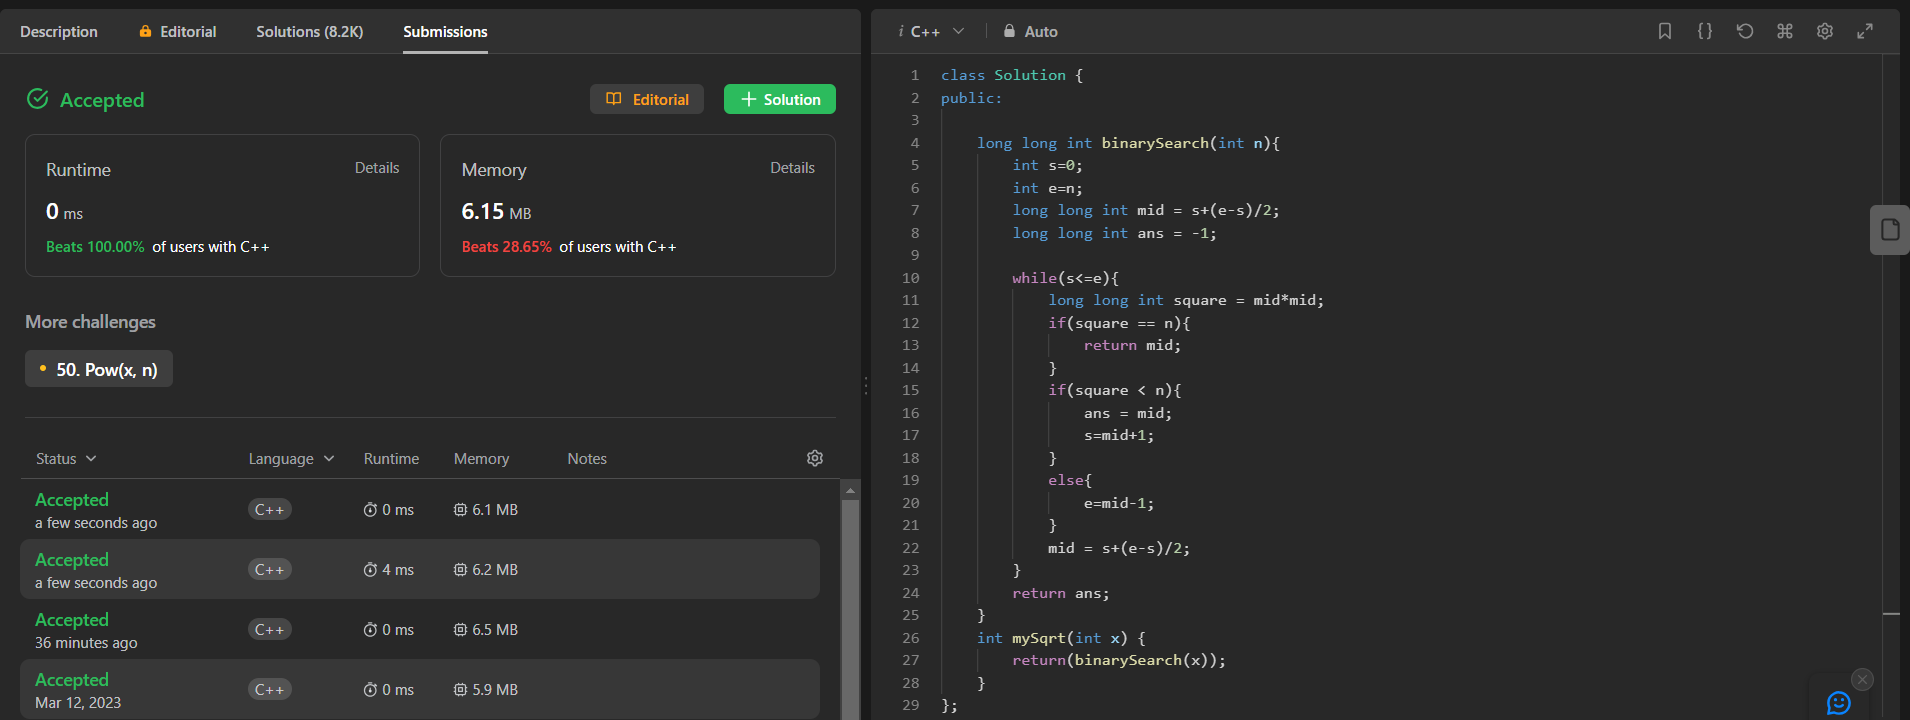 Description Editorial Solutions (8.2K) Submissions
Accepted
Editorial
+ Solution
Runtime Details
0 ms
Beats 100.00% of users with C++
Memory Details
6.15 MB
Beats 28.65% of users with C++
More challenges
• 50. Pow(x, n)
Status Language Runtime Memory Notes
Accepted
a few seconds ago
C++ 0 ms 6.1 MB
Accepted
a few seconds ago
C++ 4 ms 6.2 MB
Accepted
36 minutes ago
C++ 0 ms 6.5 MB
Accepted
Mar 12, 2023
C++ 0 ms 5.9 MB
i C++ Auto
1 class Solution {
2 public:
3
4     long long int binarySearch(int n){
5         int s=0;
6         int e=n;
7         long long int mid = s+(e-s)/2;
8         long long int ans = -1;
9
10         while(s<=e){
11             long long int square = mid*mid;
12             if(square == n){
13                 return mid;
14             }
15             if(square < n){
16                 ans = mid;
17                 s=mid+1;
18             }
19             else{
20                 e=mid-1;
21             }
22             mid = s+(e-s)/2;
23         }
24         return ans;
25     }
26     int mySqrt(int x) {
27         return(binarySearch(x));
28     }
29 };